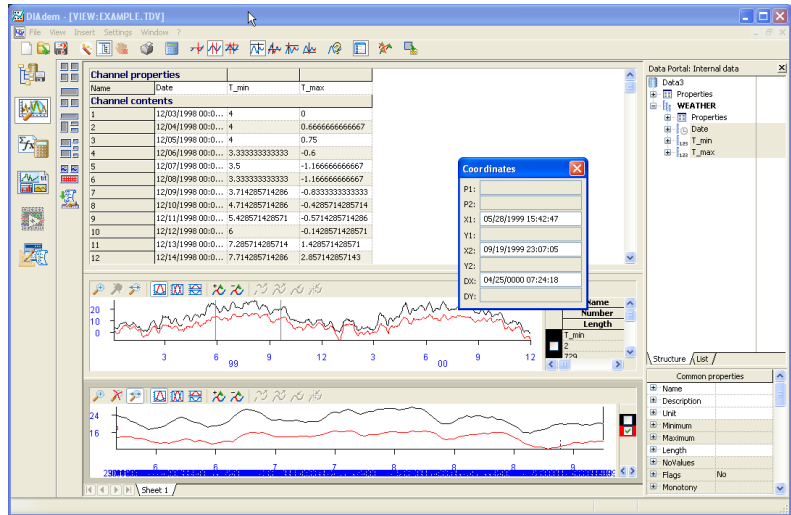 DIAdem - [VIEW:EXAMPLE.TDV]
File View Insert Settings Window ?
Channel properties
Name Date T_min T_max
Channel contents
1 12/03/1998 00:0... 4 0
2 12/04/1998 00:0... 4 0.6666666666667
3 12/05/1998 00:0... 4 0.75
4 12/06/1998 00:0... 3.333333333333 -0.6
5 12/07/1998 00:0... 3.5 -1.166666666667
6 12/08/1998 00:0... 3.333333333333 -1.166666666667
7 12/09/1998 00:0... 3.714285714286 -0.8333333333333
8 12/10/1998 00:0... 4.714285714286 -0.4285714285714
9 12/11/1998 00:0... 5.428571428571 -0.5714285714286
10 12/12/1998 00:0... 6 -0.1428571428571
11 12/13/1998 00:0... 7.285714285714 1.428571428571
12 12/14/1998 00:0... 7.714285714286 2.857142857143
Coordinates
P1:
P2:
X1: 05/28/1999 15:42:47
Y1:
X2: 09/19/1999 23:07:05
Y2:
DX: 04/25/0000 07:24:18
DY:
20
10
0
3 6 9 12 3 6 9 12
99 00
Name
Number
Length
T_min
2
729
24
16
6 6 7 7 8 8 9
Sheet 1
Data Portal: Internal data
Data3
Properties
WEATHER
Properties
Date
T_min
T_max
Structure List
Common properties
Name
Description
Unit
Minimum
Maximum
Length
NoValues
Flags No
Monotony